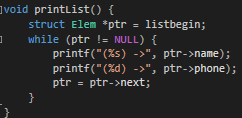 void printList() {
    struct Elem *ptr = listbegin;
    while (ptr != NULL) {
        printf("(%s) ->", ptr->name);
        printf("(%d) ->", ptr->phone);
        ptr = ptr->next;
    }
}